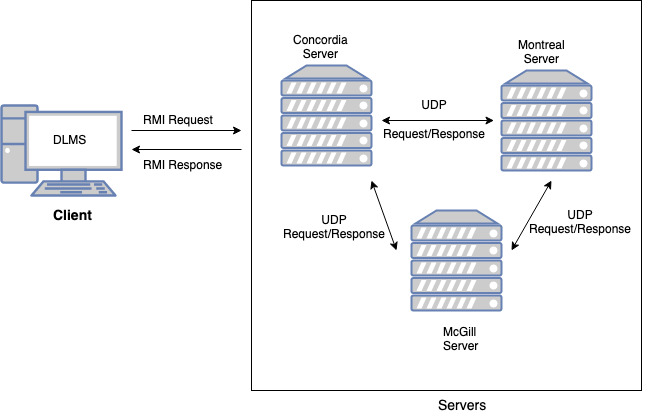 Concordia
Server
Montreal
Server
UDP
Request/Response
RMI Request
DLMS
RMI Response
Client
UDP
Request/Response
UDP
Request/Response
McGill
Server
Servers